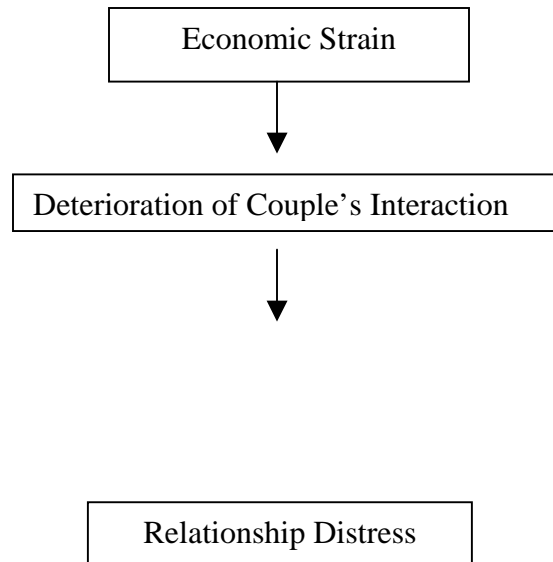 Economic Strain
Deterioration of Couple’s Interaction
Relationship Distress